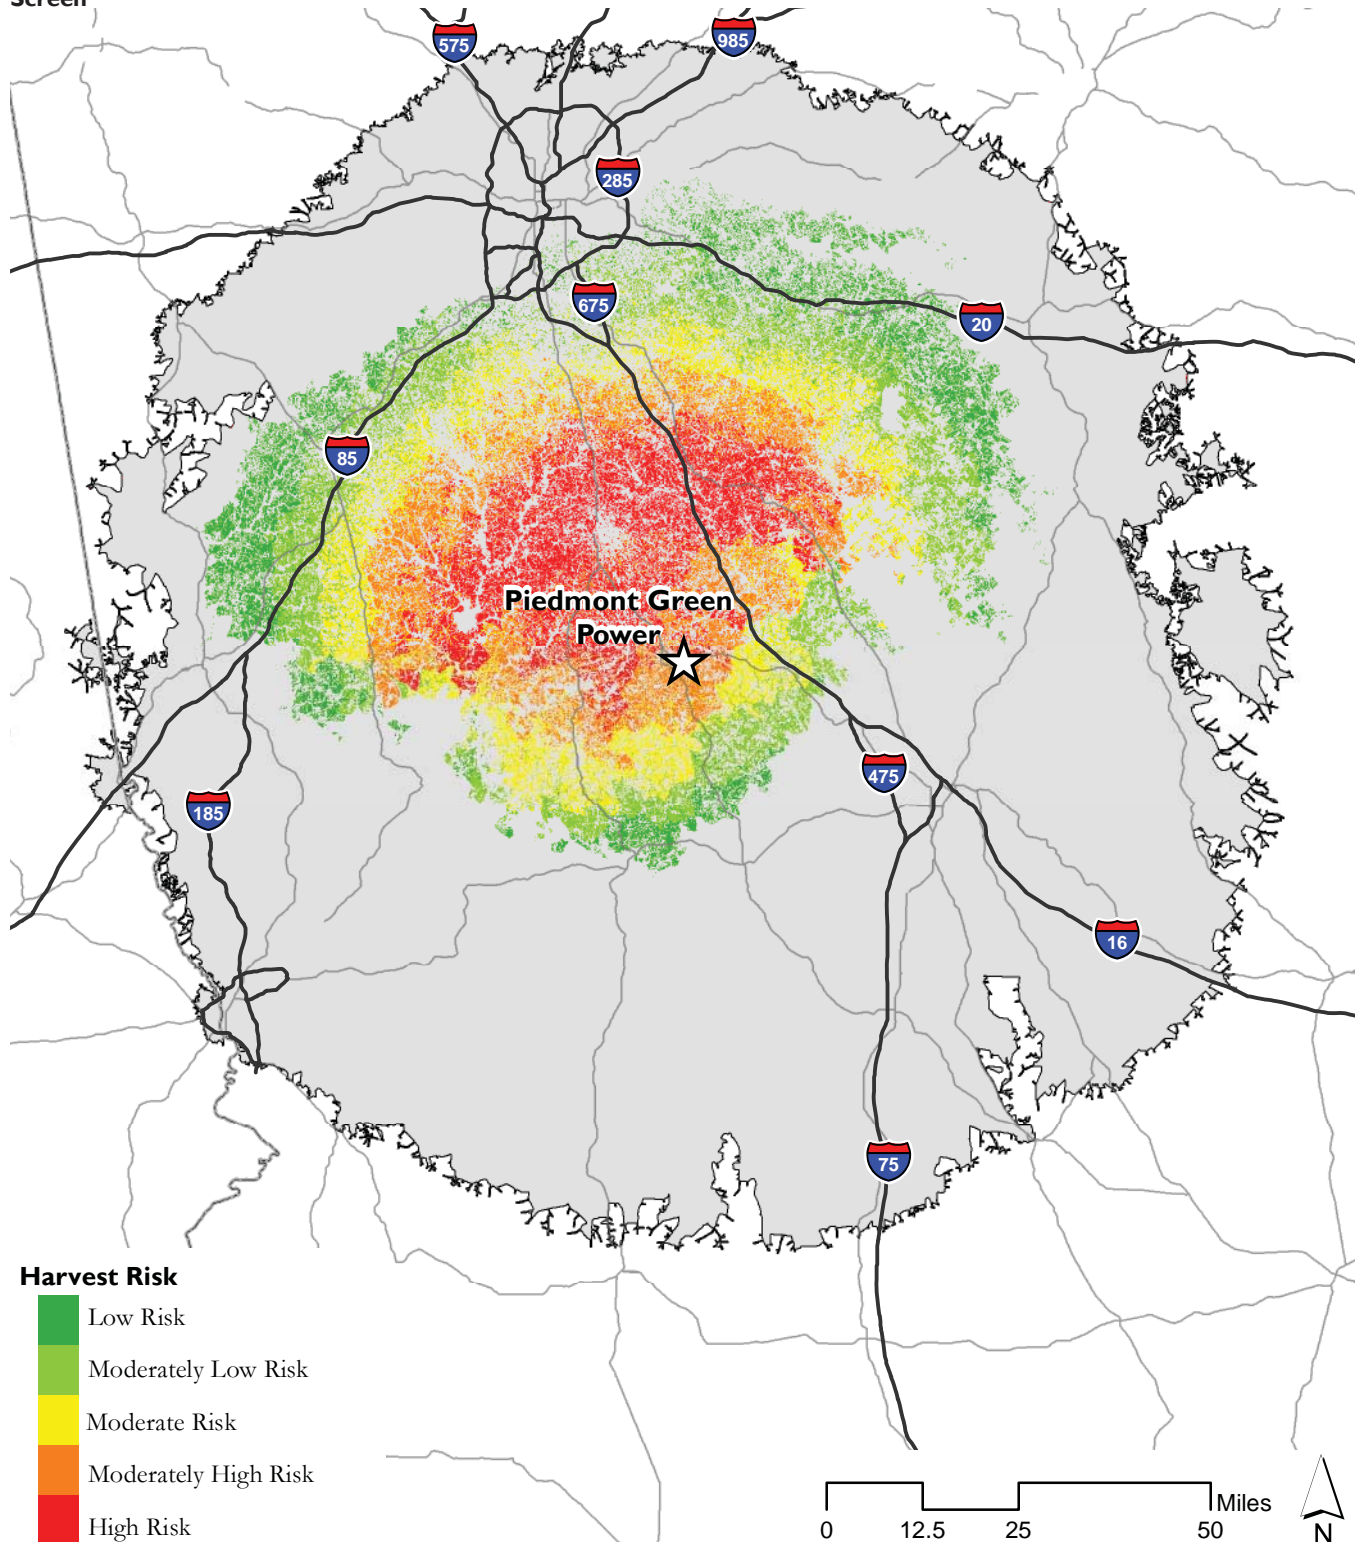 Screen
575
985
285
675
20
85
Piedmont Green
Power
475
185
16
75
Harvest Risk
Low Risk
Moderately Low Risk
Moderate Risk
Moderately High Risk
High Risk
Miles
0 12.5 25 50
N